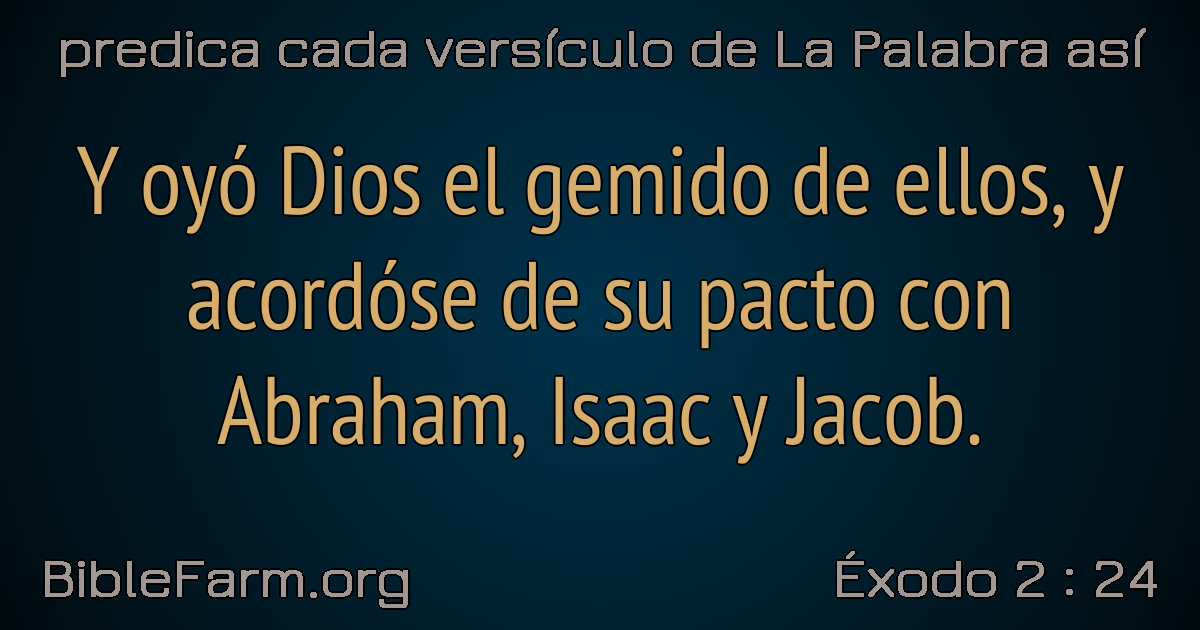 predica cada versículo de La Palabra así
Y oyó Dios el gemido de ellos, y
acordóse de su pacto con
Abraham, Isaac y Jacob.
BibleFarm.org
Éxodo 2 : 24